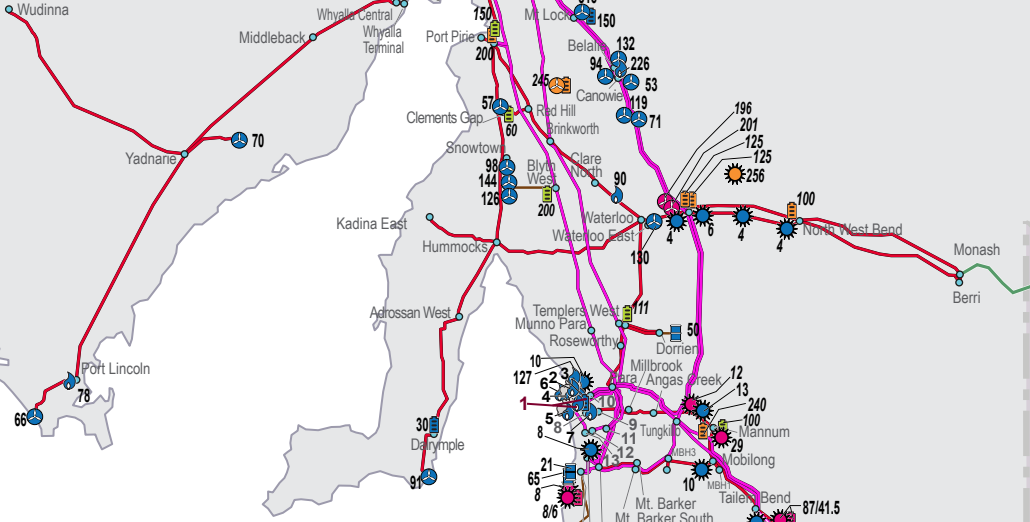 Wudinna
Whyalla Central
Whyalla
Terminal
Middleback
Port Pirie
150
200
Mt Lock
150
Belalie
132
94
226
53
Canowie
119
71
245
57
Clements Gap
60
Red Hill
Brinkworth
Snowtown
98
144
126
Blyth
West
200
Clare
North
90
196
201
125
125
256
100
70
Yadnarie
Kadina East
Hummocks
Waterloo
Waterloo East
130
4
6
4
4
North West Bend
Monash
Berri
Adrossan West
Templers West
111
Munno Para
Roseworthy
50
Dorrien
Port Lincoln
78
66
10
127
3
2
6
4
1
5
8
7
10
9
11
12
13
Para
Millbrook
Angas Creek
12
13
240
100
Mannum
29
Tungkillo
30
Dalrymple
91
8
21
65
8
8/6
MBH3
Mobilong
10
MBH1
Mt. Barker
Mt. Barker South
Tailem Bend
87/41.5